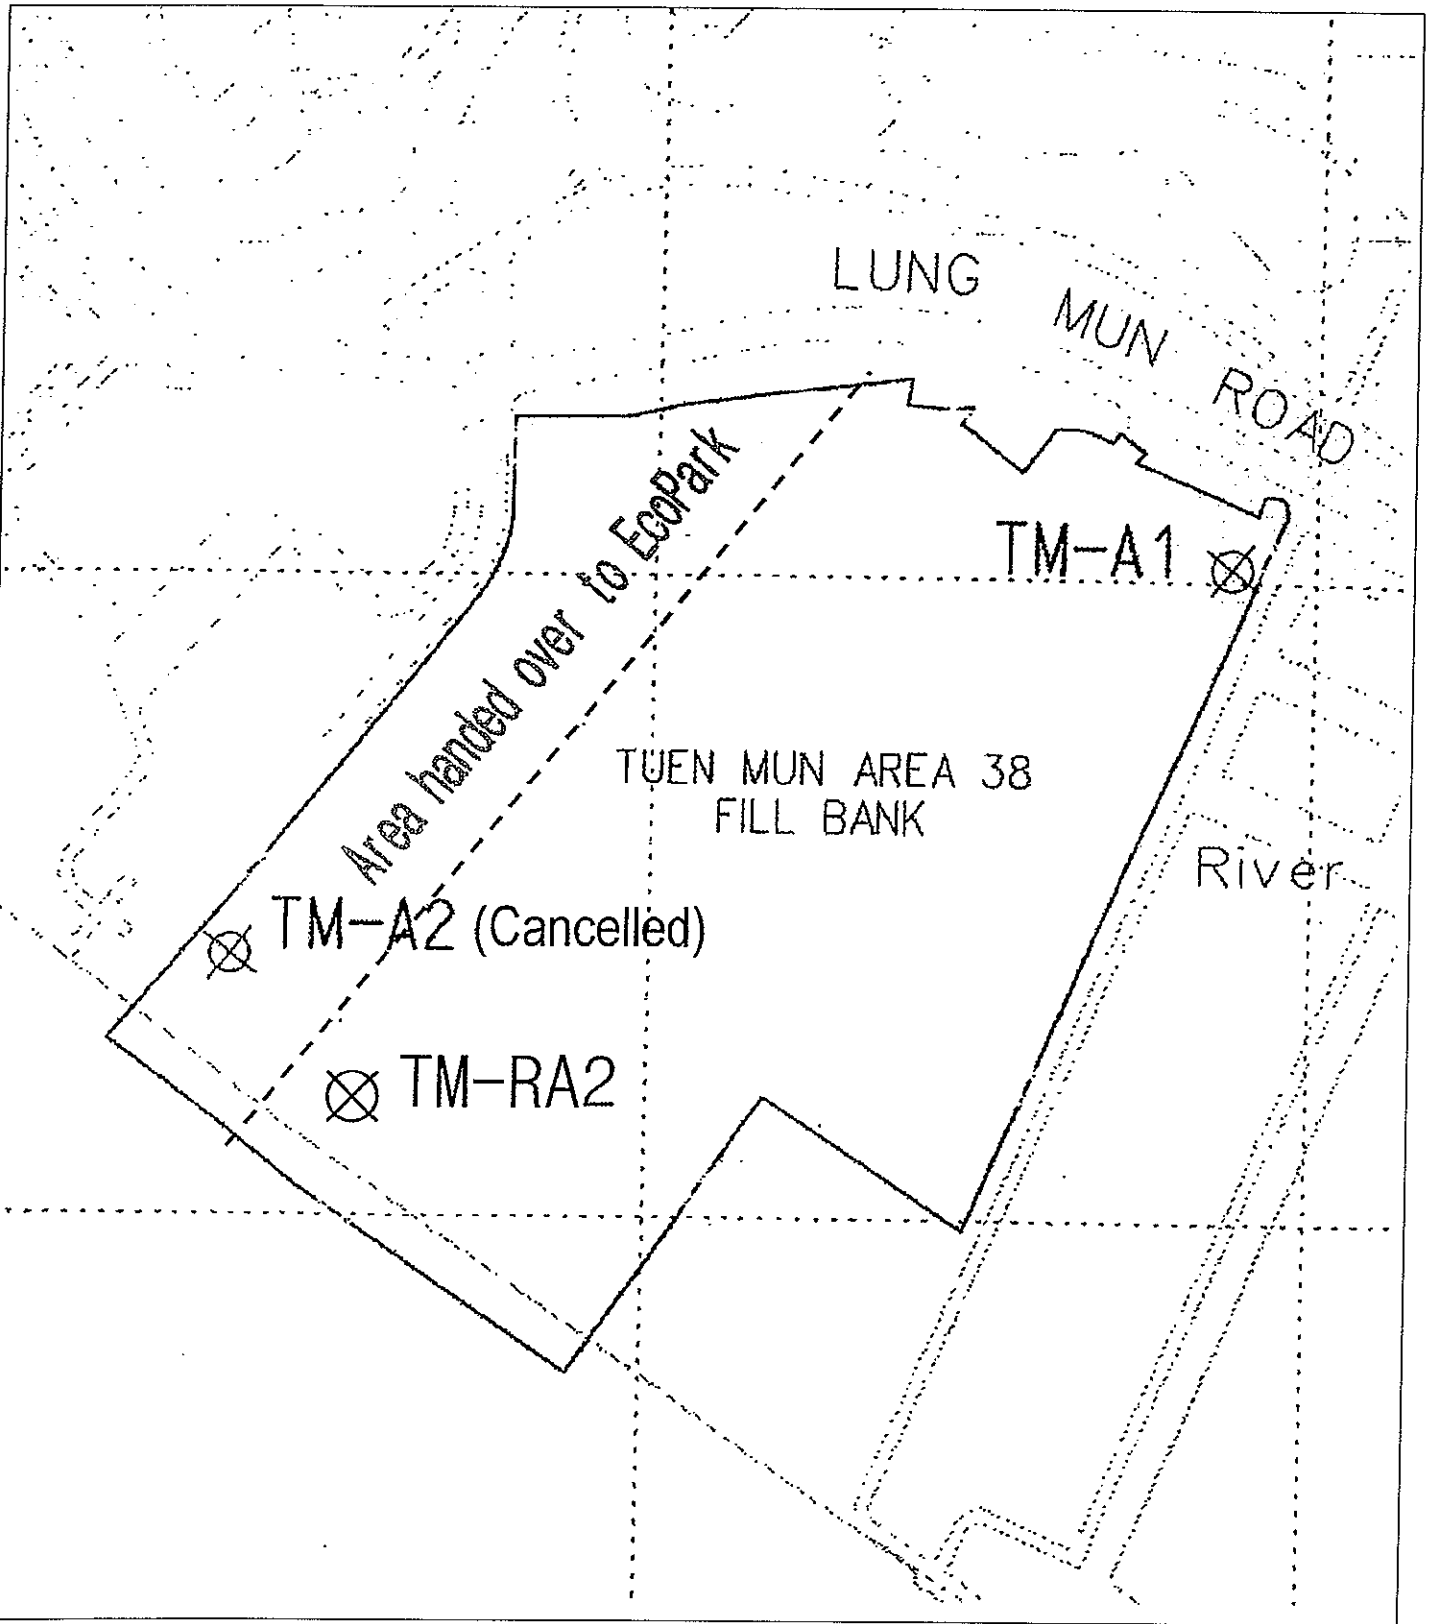 LUNG MUN ROAD
Area handed over to EcoPark
TM-A1
TUEN MUN AREA 38
FILL BANK
River
TM-A2 (Cancelled)
TM-RA2